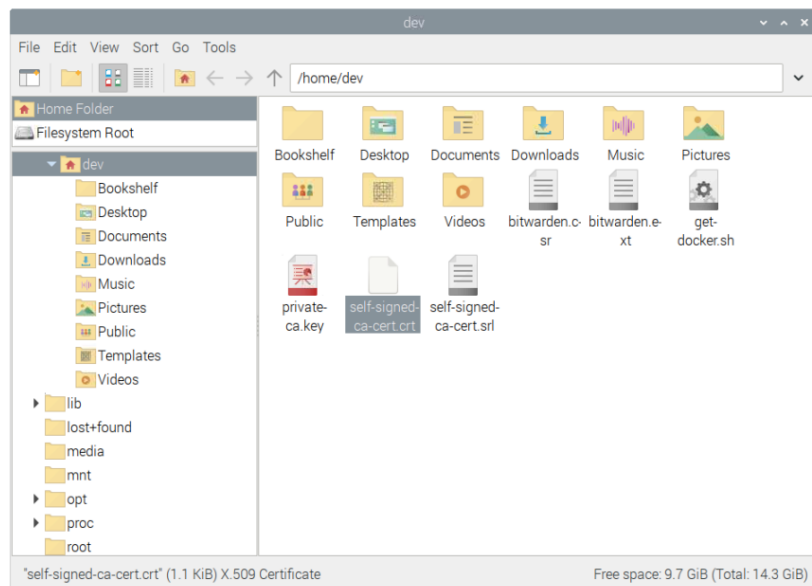 dev
File Edit View Sort Go Tools
/home/dev
Home Folder
Filesystem Root
dev
Bookshelf
Desktop
Documents
Downloads
Music
Pictures
Public
Templates
Videos
lib
lost+found
media
mnt
opt
proc
root
Bookshelf Desktop Documents Downloads Music Pictures
Public Templates Videos bitwarden.c- bitwarden.e- get-
sr xt docker.sh
private- self-signed- self-signed-
ca.key ca-cert.crt ca-cert.srl
"self-signed-ca-cert.crt" (1.1 KiB) X.509 Certificate Free space: 9.7 GiB (Total: 14.3 GiB)